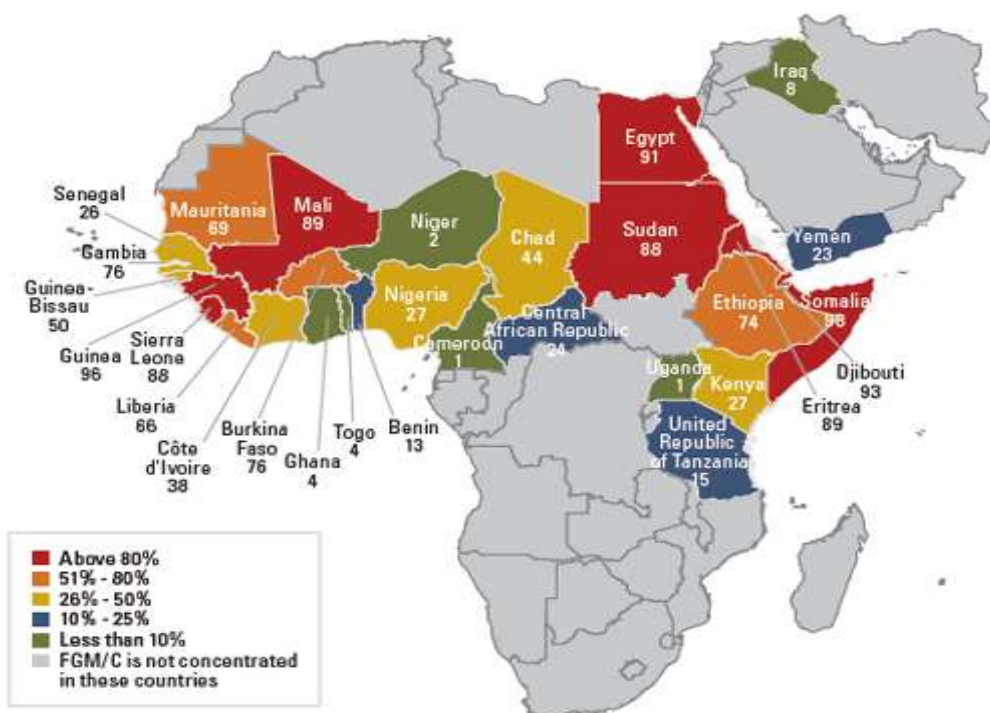 Iraq
8
Egypt
91
Senegal
26
Mauritania
69
Mali
89
Niger
2
Chad
44
Sudan
88
Yemen
23
Gambia
76
Guinea-
Bissau
50
Nigeria
27
Ethiopia
74
Somalia
98
Guinea
96
Sierra
Leone
88
Cameroon
1
Central
African Republic
24
Uganda
1
Kenya
27
Djibouti
93
Eritrea
89
Liberia
66
Côte
d'Ivoire
38
Burkina
Faso
76
Ghana
4
Togo
4
Benin
13
United
Republic
of Tanzania
15
Above 80%
51% - 80%
26% - 50%
10% - 25%
Less than 10%
FGM/C is not concentrated
in these countries